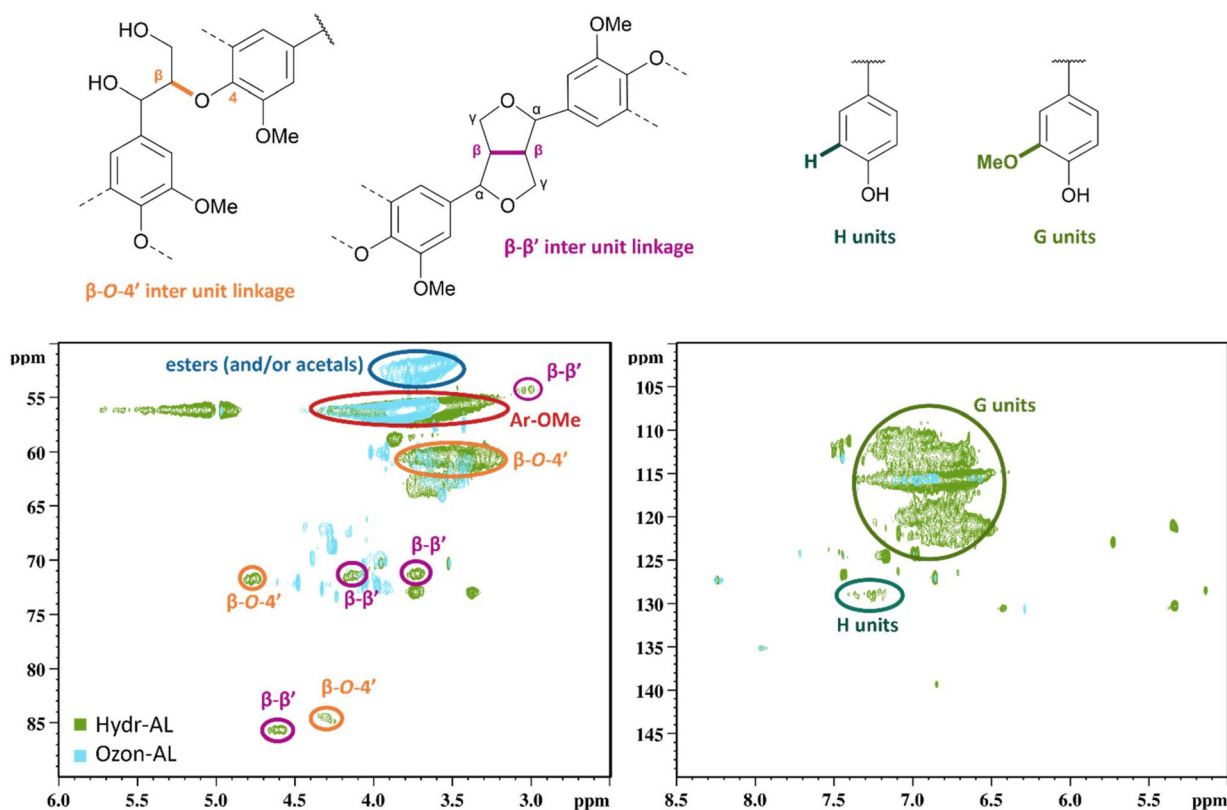 HO
β
HO
O
4
OMe
OMe
O
β-O-4' inter unit linkage
OMe
O
O
α
γ
β
β
γ
α
O
O
OMe
β-β' inter unit linkage
H
OH
H units
MeO
OH
G units
ppm
esters (and/or acetals)
β-β'
55
Ar-OMe
60
β-O-4'
65
70
β-O-4'
β-β'
β-β'
75
80
β-β'
β-O-4'
85
Hydr-AL
Ozon-AL
6.0 5.5 5.0 4.5 4.0 3.5 ppm
ppm
105
G units
110
115
120
125
130
H units
135
140
145
8.5 8.0 7.5 7.0 6.5 6.0 5.5 ppm